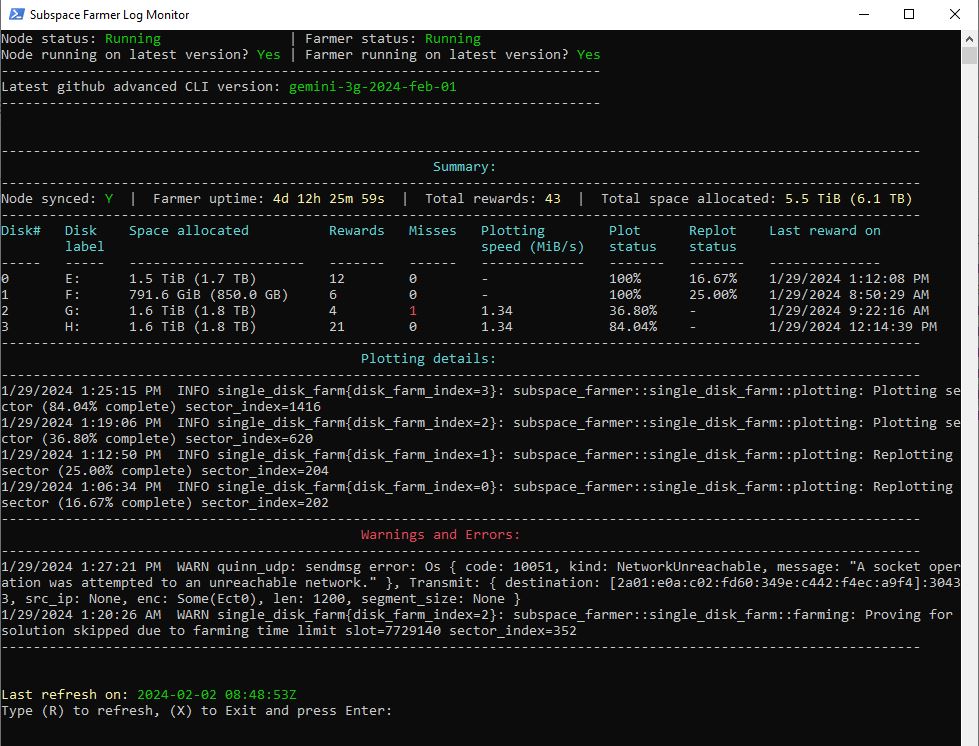 Subspace Farmer Log Monitor
Node status: Running                | Farmer status: Running
Node running on latest version? Yes | Farmer running on latest version? Yes
---------------------------------------------------------------------------
Latest github advanced CLI version: gemini-3g-2024-feb-01
---------------------------------------------------------------------------
-------------------------------------------------------------------------------------------------------------------
Summary:
-------------------------------------------------------------------------------------------------------------------
Node synced: Y  |  Farmer uptime: 4d 12h 25m 59s  |  Total rewards: 43  |  Total space allocated: 5.5 TiB (6.1 TB)
-------------------------------------------------------------------------------------------------------------------
Disk#   Disk    Space allocated          Rewards   Misses   Plotting        Plot      Replot    Last reward on
        label                                               speed (MiB/s)   status    status
-----   -----   ----------------------   -------   ------   -------------   -------   ------    --------------
0       E:      1.5 TiB (1.7 TB)         12        0        -               100%      16.67%    1/29/2024 1:12:08 PM
1       F:      791.6 GiB (850.0 GB)     6         0        -               100%      25.00%    1/29/2024 8:50:29 AM
2       G:      1.6 TiB (1.8 TB)         4         1        1.34            36.80%    -         1/29/2024 9:22:16 AM
3       H:      1.6 TiB (1.8 TB)         21        0        1.34            84.04%    -         1/29/2024 12:14:39 PM
-------------------------------------------------------------------------------------------------------------------
Plotting details:
-------------------------------------------------------------------------------------------------------------------
1/29/2024 1:25:15 PM  INFO single_disk_farm{disk_farm_index=3}: subspace_farmer::single_disk_farm::plotting: Plotting se
ctor (84.04% complete) sector_index=1416
1/29/2024 1:19:06 PM  INFO single_disk_farm{disk_farm_index=2}: subspace_farmer::single_disk_farm::plotting: Plotting se
ctor (36.80% complete) sector_index=620
1/29/2024 1:12:50 PM  INFO single_disk_farm{disk_farm_index=1}: subspace_farmer::single_disk_farm::plotting: Replotting
sector (25.00% complete) sector_index=204
1/29/2024 1:06:34 PM  INFO single_disk_farm{disk_farm_index=0}: subspace_farmer::single_disk_farm::plotting: Replotting
sector (16.67% complete) sector_index=202
-------------------------------------------------------------------------------------------------------------------
Warnings and Errors:
-------------------------------------------------------------------------------------------------------------------
1/29/2024 1:27:21 PM  WARN quinn_udp: sendmsg error: Os { code: 10051, kind: NetworkUnreachable, message: "A socket oper
ation was attempted to an unreachable network." }, Transmit: { destination: [2a01:e0a:c02:fd60:349e:c442:f4ec:a9f4]:3043
3, src_ip: None, enc: Some(Ect0), len: 1200, segment_size: None }
1/29/2024 1:20:26 AM  WARN single_disk_farm{disk_farm_index=2}: subspace_farmer::single_disk_farm::farming: Proving for
solution skipped due to farming time limit slot=7729140 sector_index=352
-------------------------------------------------------------------------------------------------------------------
Last refresh on: 2024-02-02 08:48:53Z
Type (R) to refresh, (X) to Exit and press Enter: